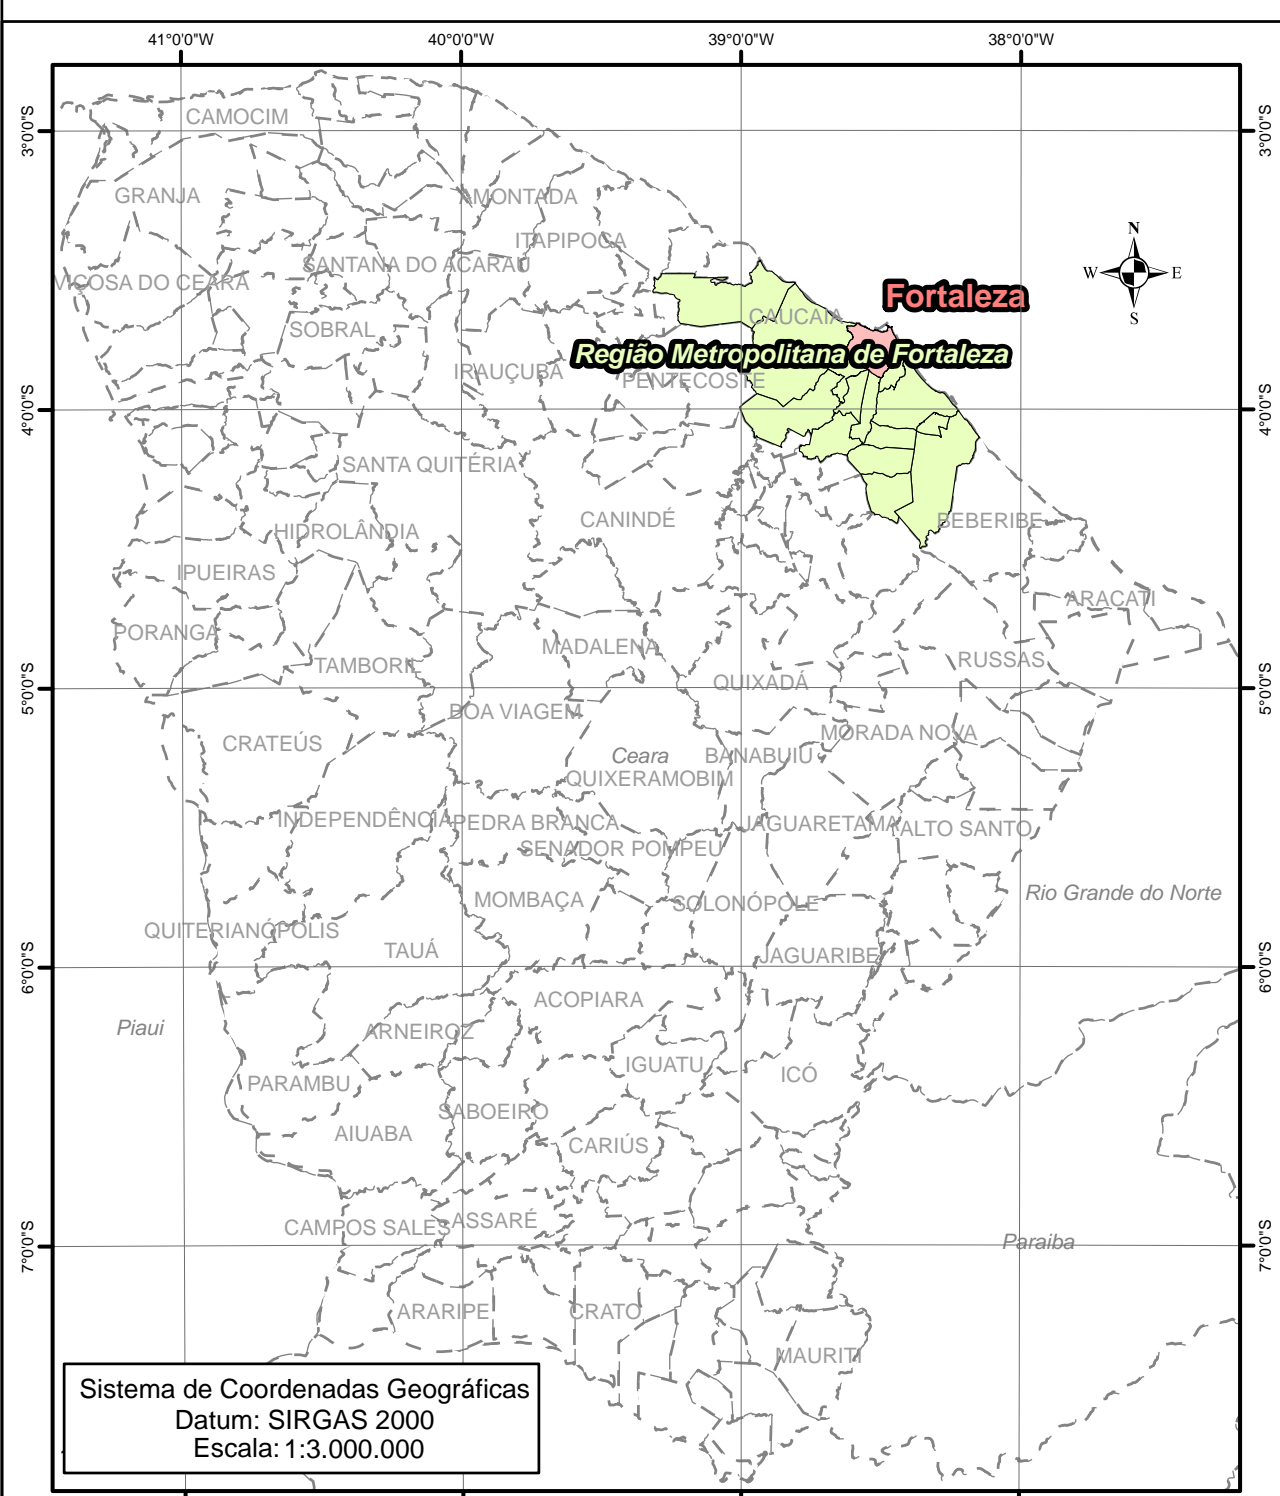 41°0'0"W
40°0'0"W
39°0'0"W
38°0'0"W
3°0'0"S
3°0'0"S
CAMOCIM
GRANJA
AMONTADA
ITAPIPOCA
N
W
E
S
SANTANA DO ACARAÚ
VIÇOSA DO CEARÁ
Fortaleza
CAUCAIA
SOBRAL
Região Metropolitana de Fortaleza
IRAUÇUBA
PENTECOSTE
4°0'0"S
4°0'0"S
SANTA QUITÉRIA
CANINDÉ
BEBERIBE
HIDROLÂNDIA
IPUEIRAS
ARACATI
PORANGA
MADALENA
RUSSAS
TAMBORIL
QUIXADÁ
5°0'0"S
5°0'0"S
BOA VIAGEM
MORADA NOVA
CRATEÚS
Ceara
BANABUIU
QUIXERAMOBIM
INDEPENDÊNCIA
PEDRA BRANCA
JAGUARETAMA
ALTO SANTO
SENADOR POMPEU
Rio Grande do Norte
MOMBAÇA
SOLONÓPOLE
QUITERIANÓPOLIS
TAUÁ
JAGUARIBE
6°0'0"S
6°0'0"S
ACOPIARA
Piaui
ARNEIROZ
IGUATU
ICÓ
PARAMBU
SABOEIRO
AIUABA
CARIÚS
CAMPOS SALES
ASSARÉ
Paraiba
7°0'0"S
7°0'0"S
ARARIPE
CRATO
MAURITI
Sistema de Coordenadas Geográficas
Datum: SIRGAS 2000
Escala: 1:3.000.000